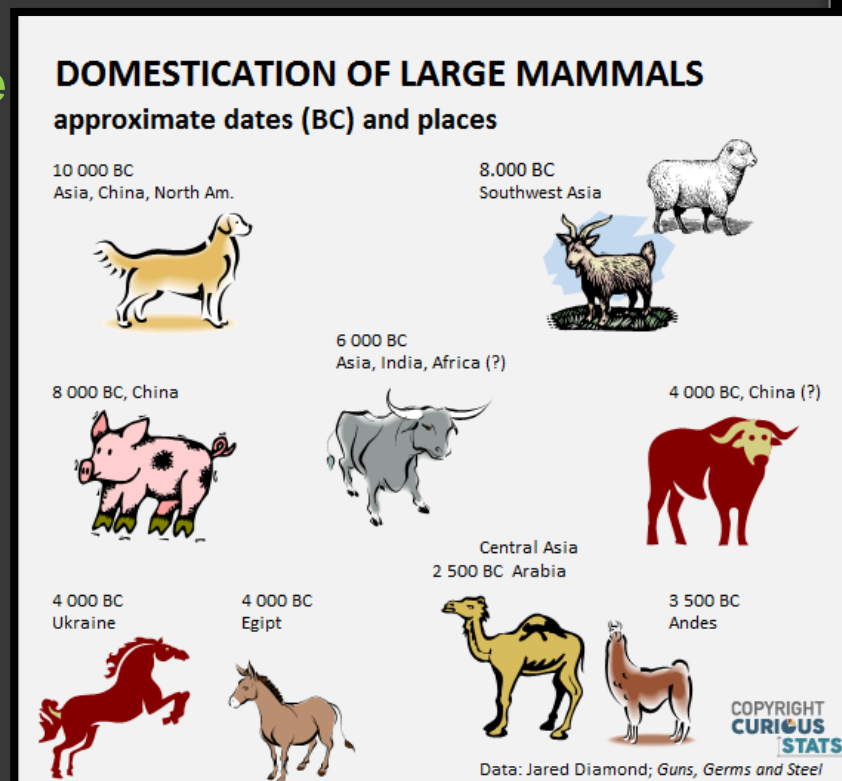 e
DOMESTICATION OF LARGE MAMMALS
approximate dates (BC) and places
10 000 BC
Asia, China, North Am.
8.000 BC
Southwest Asia
6 000 BC
Asia, India, Africa (?)
8 000 BC, China
4 000 BC, China (?)
Central Asia
2 500 BC Arabia
4 000 BC
Ukraine
4 000 BC
Egipt
3 500 BC
Andes
COPYRIGHT
CURIOUS
STATS
Data: Jared Diamond; Guns, Germs and Steel